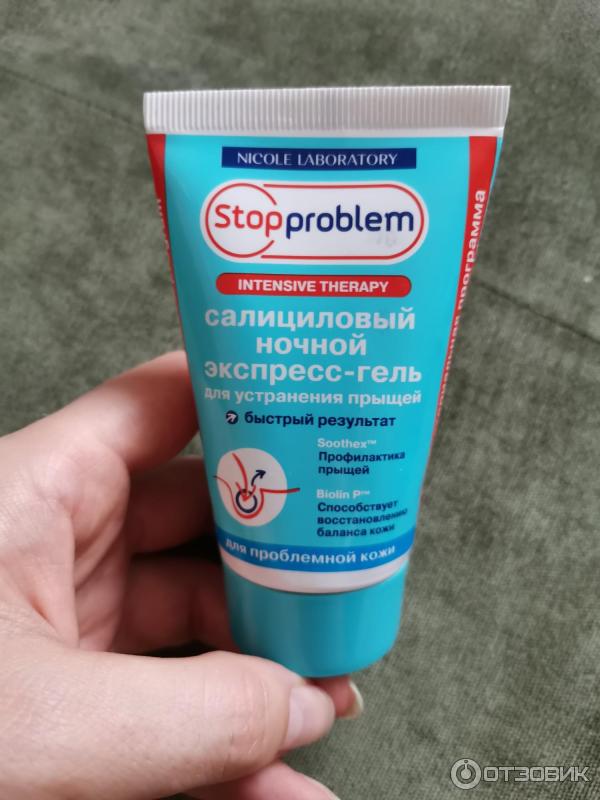 NICOLE LABORATORY
Stopproblem
INTENSIVE THERAPY
салициловый
ночной
экспресс-гель
для устранения прыщей
быстрый результат
Soothex™
Профилактика
прыщей
Biolin P™
Способствует
восстановлению
баланса кожи
для проблемной кожи
программа
ОТЗОВИК